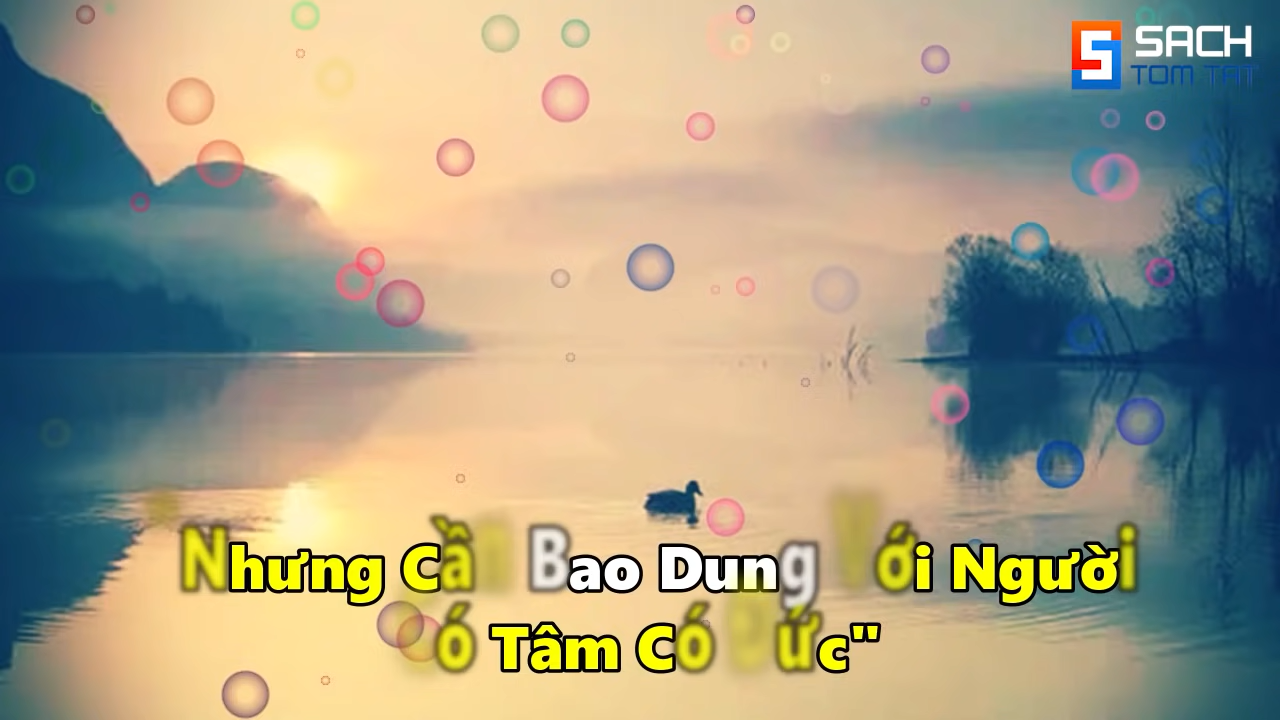 SACH
TOM TAT
Nhưng Cần Bao Dung Với Người
Có Tâm Có Đức"